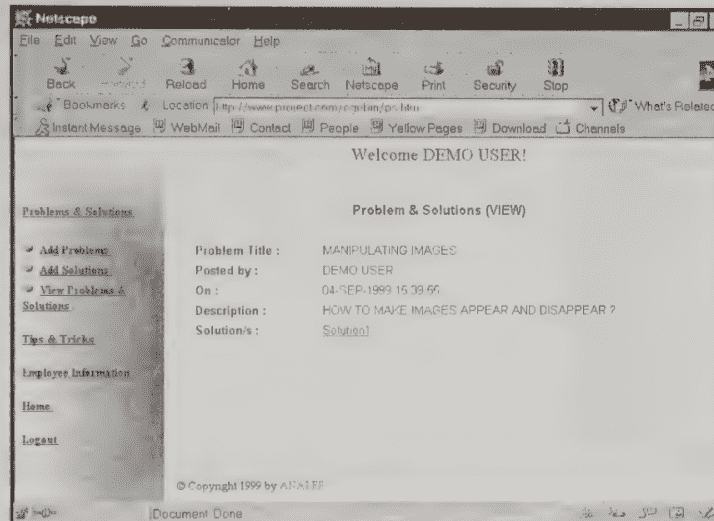 Netscape
File Edit View Go Communicator Help
Back Forward Reload Home Search Netscape Print Security Stop
Bookmarks Location What's Related
Instant Message WebMail Contact People Yellow Pages Download Channels
Welcome DEMO USER!
Problems & Solutions
Problem & Solutions (VIEW)
Add Problems
Add Solutions
View Problems & Solutions
Problem Title : MANIPULATING IMAGES
Posted by : DEMO USER
On : 04-SEP-1999
Description : HOW TO MAKE IMAGES APPEAR AND DISAPPEAR ?
Solution/s : Solution1
Tips & Tricks
Employee Information
Home
Logout
© Copyright 1999 by
Document Done